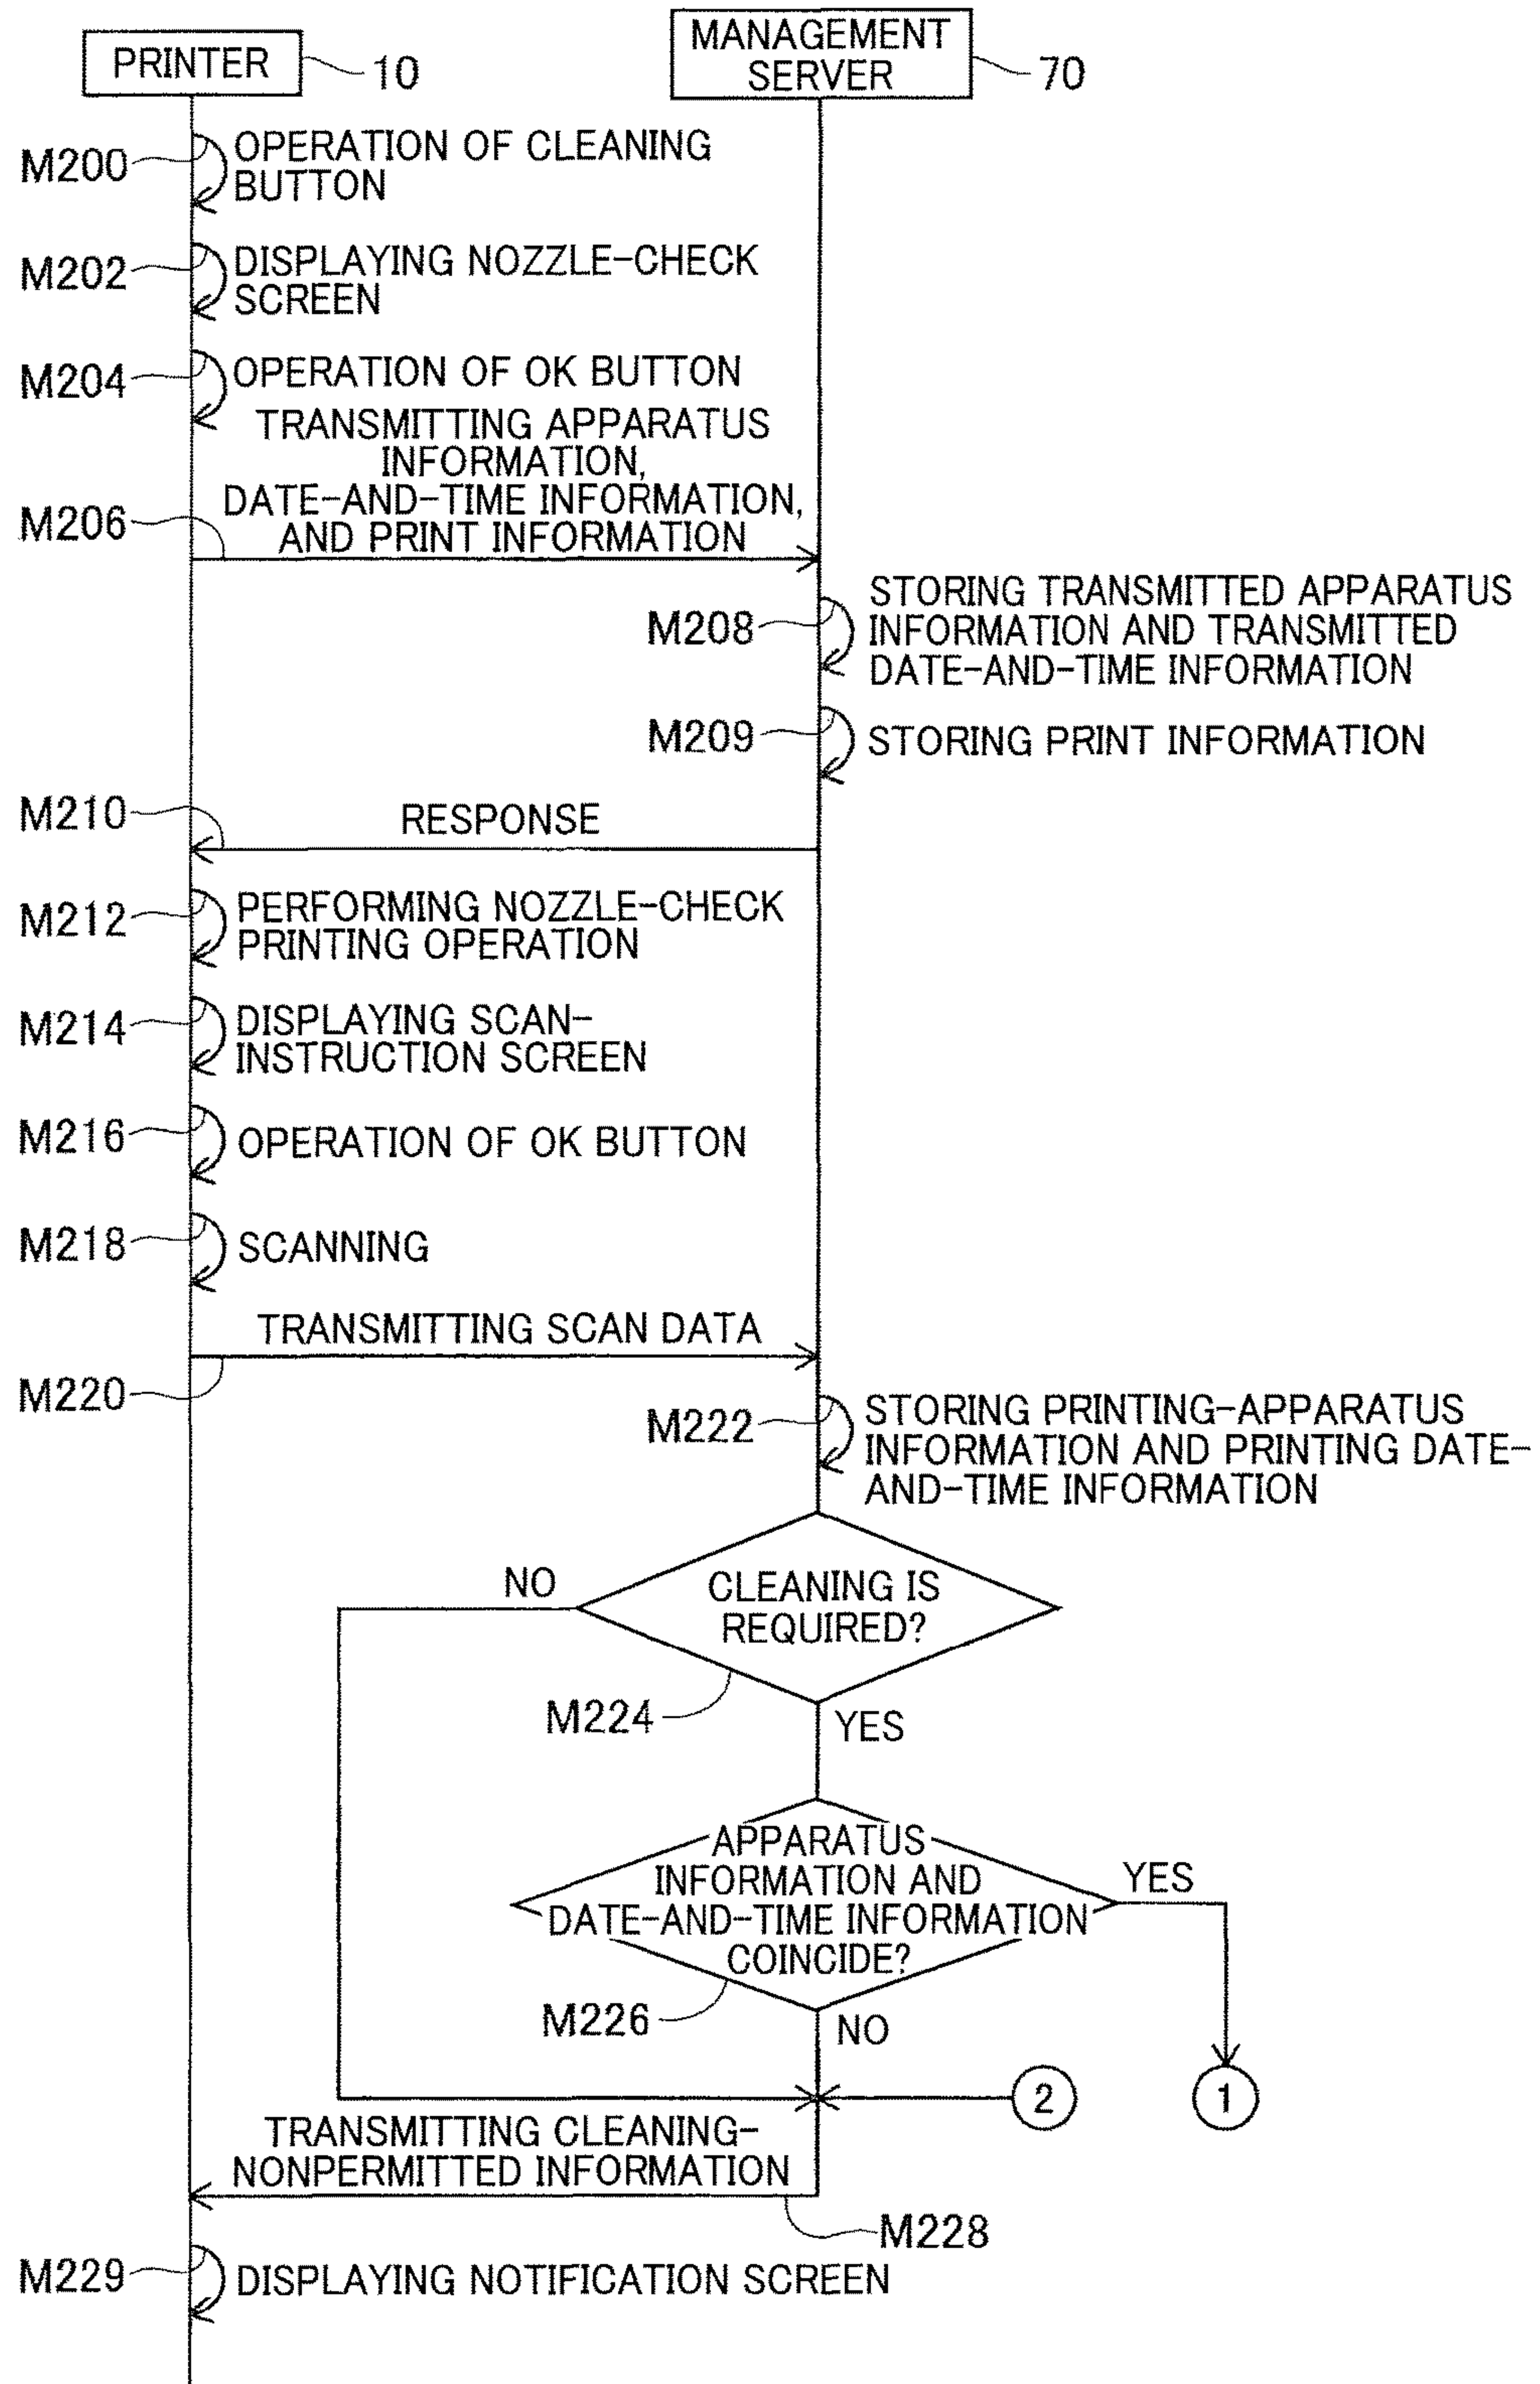 PRINTER
10
MANAGEMENT
SERVER
70
M200
OPERATION OF CLEANING
BUTTON
M202
DISPLAYING NOZZLE-CHECK
SCREEN
M204
OPERATION OF OK BUTTON
TRANSMITTING APPARATUS
INFORMATION,
DATE-AND-TIME INFORMATION,
AND PRINT INFORMATION
M206
M208
STORING TRANSMITTED APPARATUS
INFORMATION AND TRANSMITTED
DATE-AND-TIME INFORMATION
M209
STORING PRINT INFORMATION
M210
RESPONSE
M212
PERFORMING NOZZLE-CHECK
PRINTING OPERATION
M214
DISPLAYING SCAN-
INSTRUCTION SCREEN
M216
OPERATION OF OK BUTTON
M218
SCANNING
TRANSMITTING SCAN DATA
M220
M222
STORING PRINTING-APPARATUS
INFORMATION AND PRINTING DATE-
AND-TIME INFORMATION
NO
CLEANING IS
REQUIRED?
M224
YES
APPARATUS
INFORMATION AND
DATE-AND-TIME INFORMATION
COINCIDE?
YES
M226
NO
2
1
TRANSMITTING CLEANING-
NONPERMITTED INFORMATION
M228
M229
DISPLAYING NOTIFICATION SCREEN